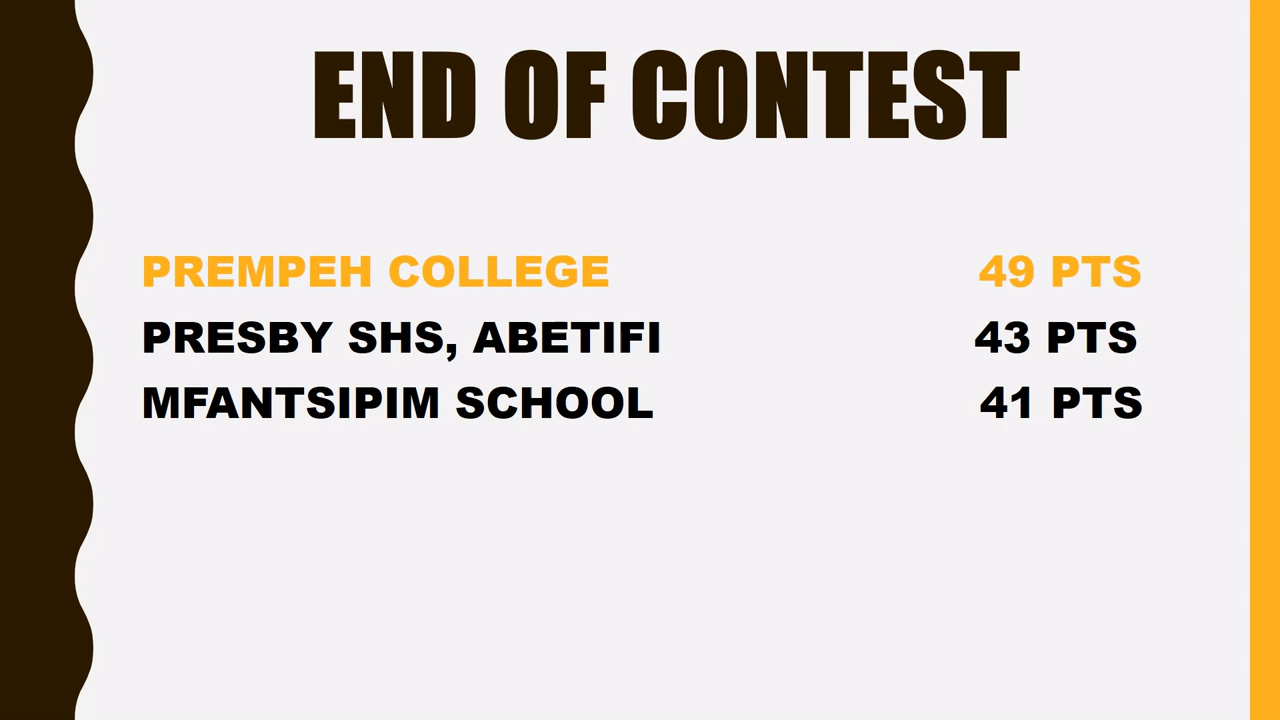 END OF CONTEST
PREMPEH COLLEGE 49 PTS
PRESBY SHS, ABETIFI 43 PTS
MFANTSIPIM SCHOOL 41 PTS